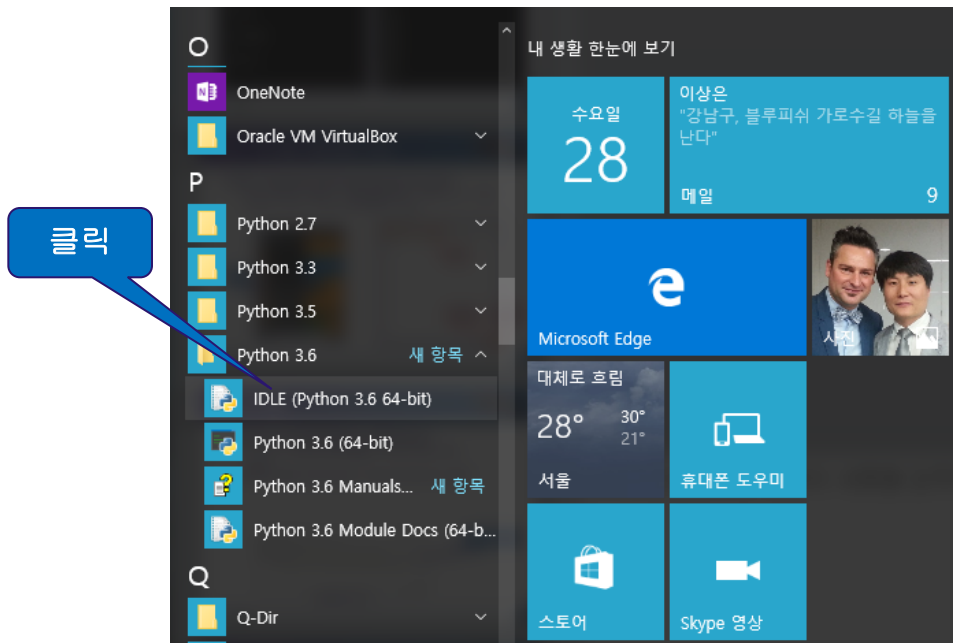 클릭
O
OneNote
Oracle VM VirtualBox
P
Python 2.7
Python 3.3
Python 3.5
Python 3.6 새 항목
IDLE (Python 3.6 64-bit)
Python 3.6 (64-bit)
Python 3.6 Manuals... 새 항목
Python 3.6 Module Docs (64-b...
Q
Q-Dir
내 생활 한눈에 보기
수요일
28
이상은
"강남구, 블루피쉬 가로수길 하늘을
난다"
메일 9
Microsoft Edge
사진
대체로 흐림
28° 30°
21°
서울
휴대폰 도우미
스토어
Skype 영상